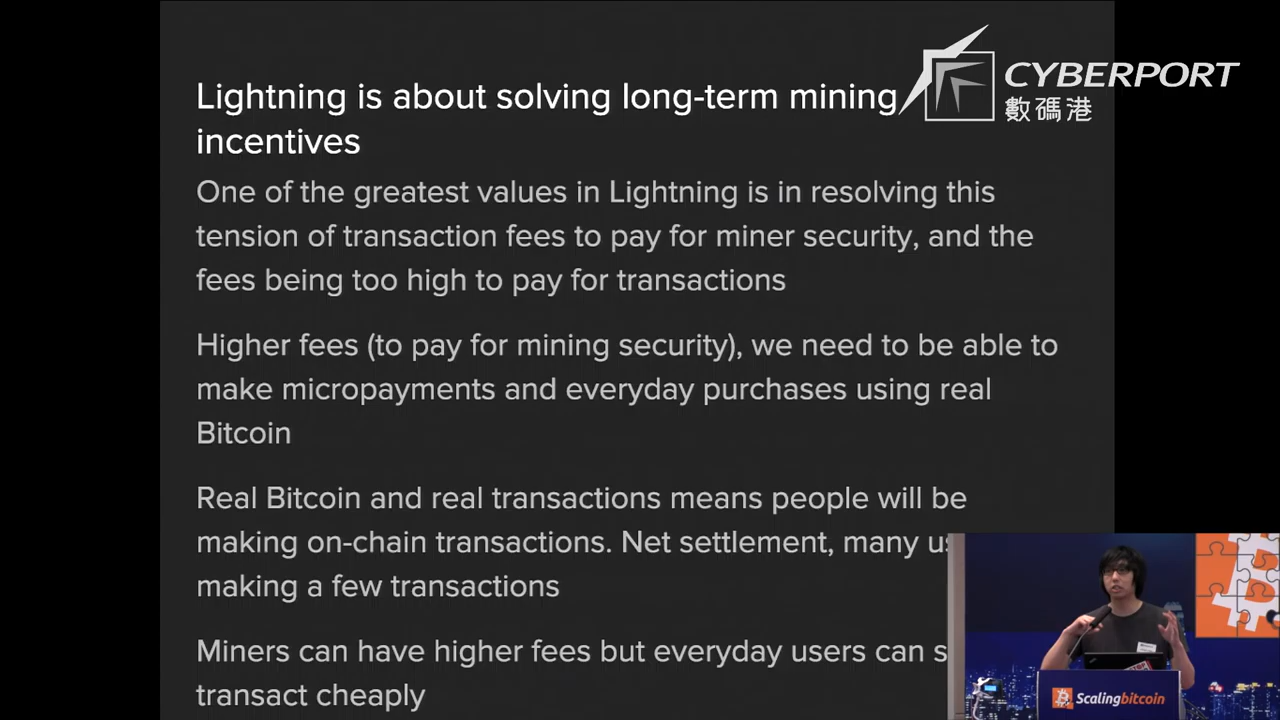 Lightning is about solving long-term mining
incentives
One of the greatest values in Lightning is in resolving this
tension of transaction fees to pay for miner security, and the
fees being too high to pay for transactions
Higher fees (to pay for mining security), we need to be able to
make micropayments and everyday purchases using real
Bitcoin
Real Bitcoin and real transactions means people will be
making on-chain transactions. Net settlement, many
making a few transactions
Miners can have higher fees but everyday users can
transact cheaply
CYBERPORT
數碼港
Scalingbitcoin